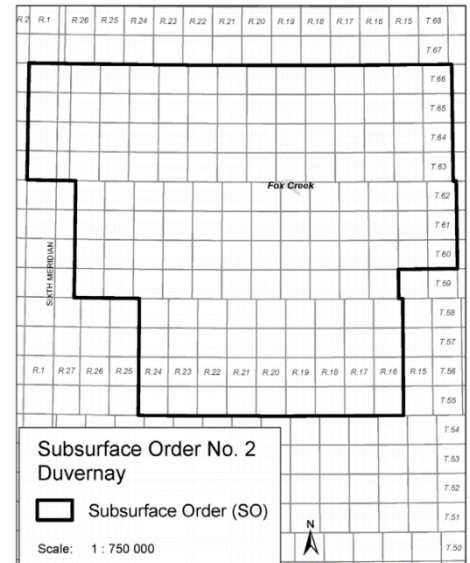 R.2 R.1 R.26 R.25 R.24 R.23 R.22 R.21 R.20 R.19 R.18 R.17 R.16 R.15 T.68
T.67
T.66
T.65
T.64
T.63
Fox Creek
T.62
T.61
T.60
SIXTH MERIDIAN
T.59
T.58
T.57
R.1 R.27 R.26 R.25 R.24 R.23 R.22 R.21 R.20 R.19 R.18 R.17 R.16 R.15 T.56
T.55
T.54
T.53
T.52
T.51
T.50
Subsurface Order No. 2
Duvernay
Subsurface Order (SO)
Scale: 1 : 750 000
N